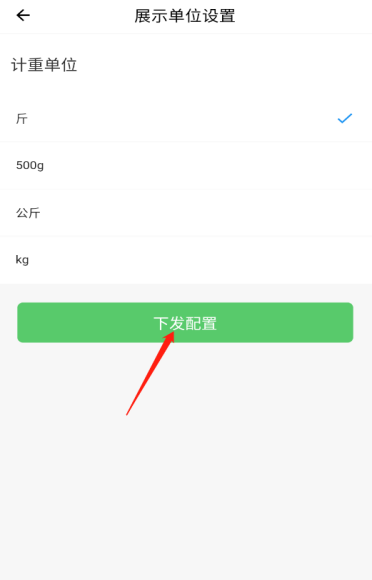 展示单位设置
计重单位
斤
500g
公斤
kg
下发配置